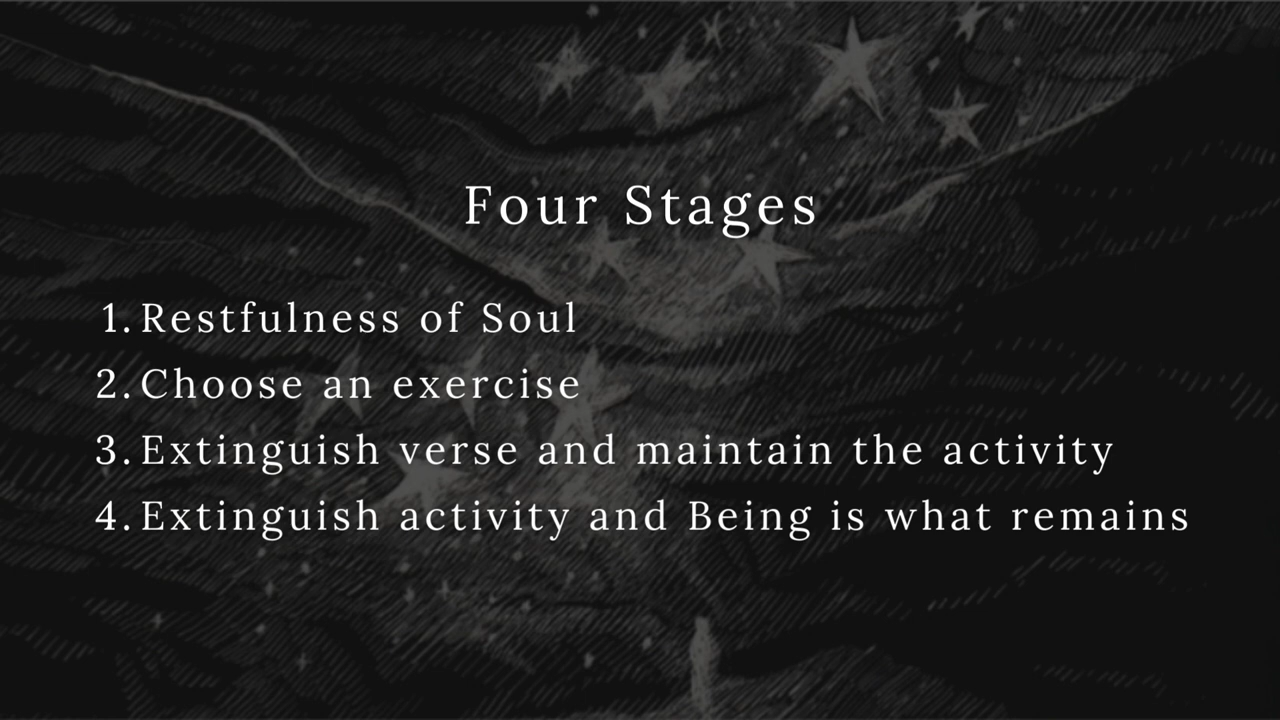 Four Stages
1. Restfulness of Soul
2. Choose an exercise
3. Extinguish verse and maintain the activity
4. Extinguish activity and Being is what remains